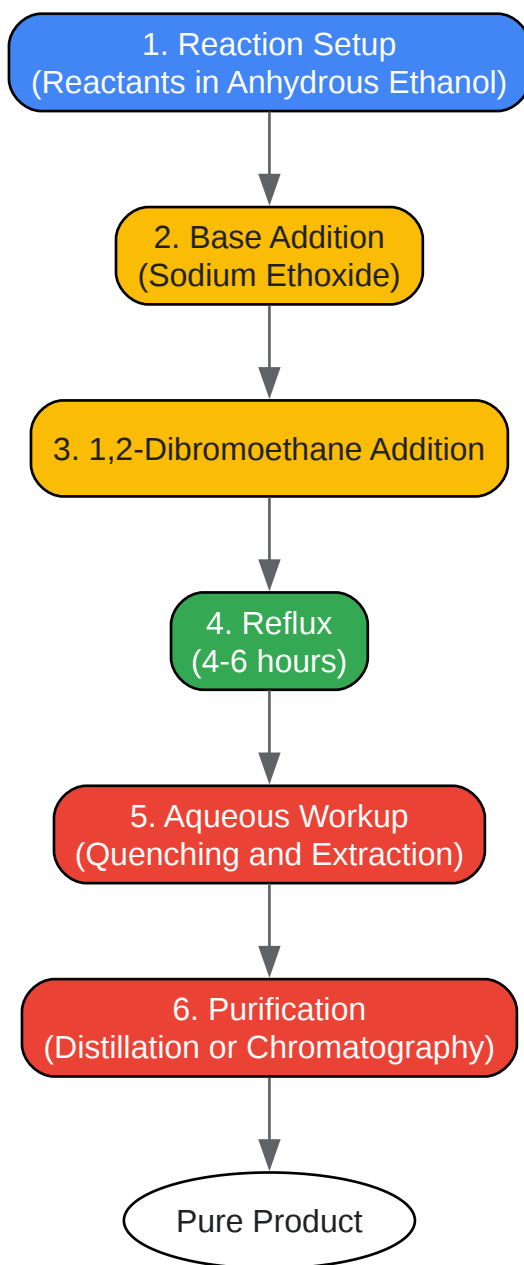 1. Reaction Setup
(Reactants in Anhydrous Ethanol)
2. Base Addition
(Sodium Ethoxide)
3. 1,2-Dibromoethane Addition
4. Reflux
(4-6 hours)
5. Aqueous Workup
(Quenching and Extraction)
6. Purification
(Distillation or Chromatography)
Pure Product